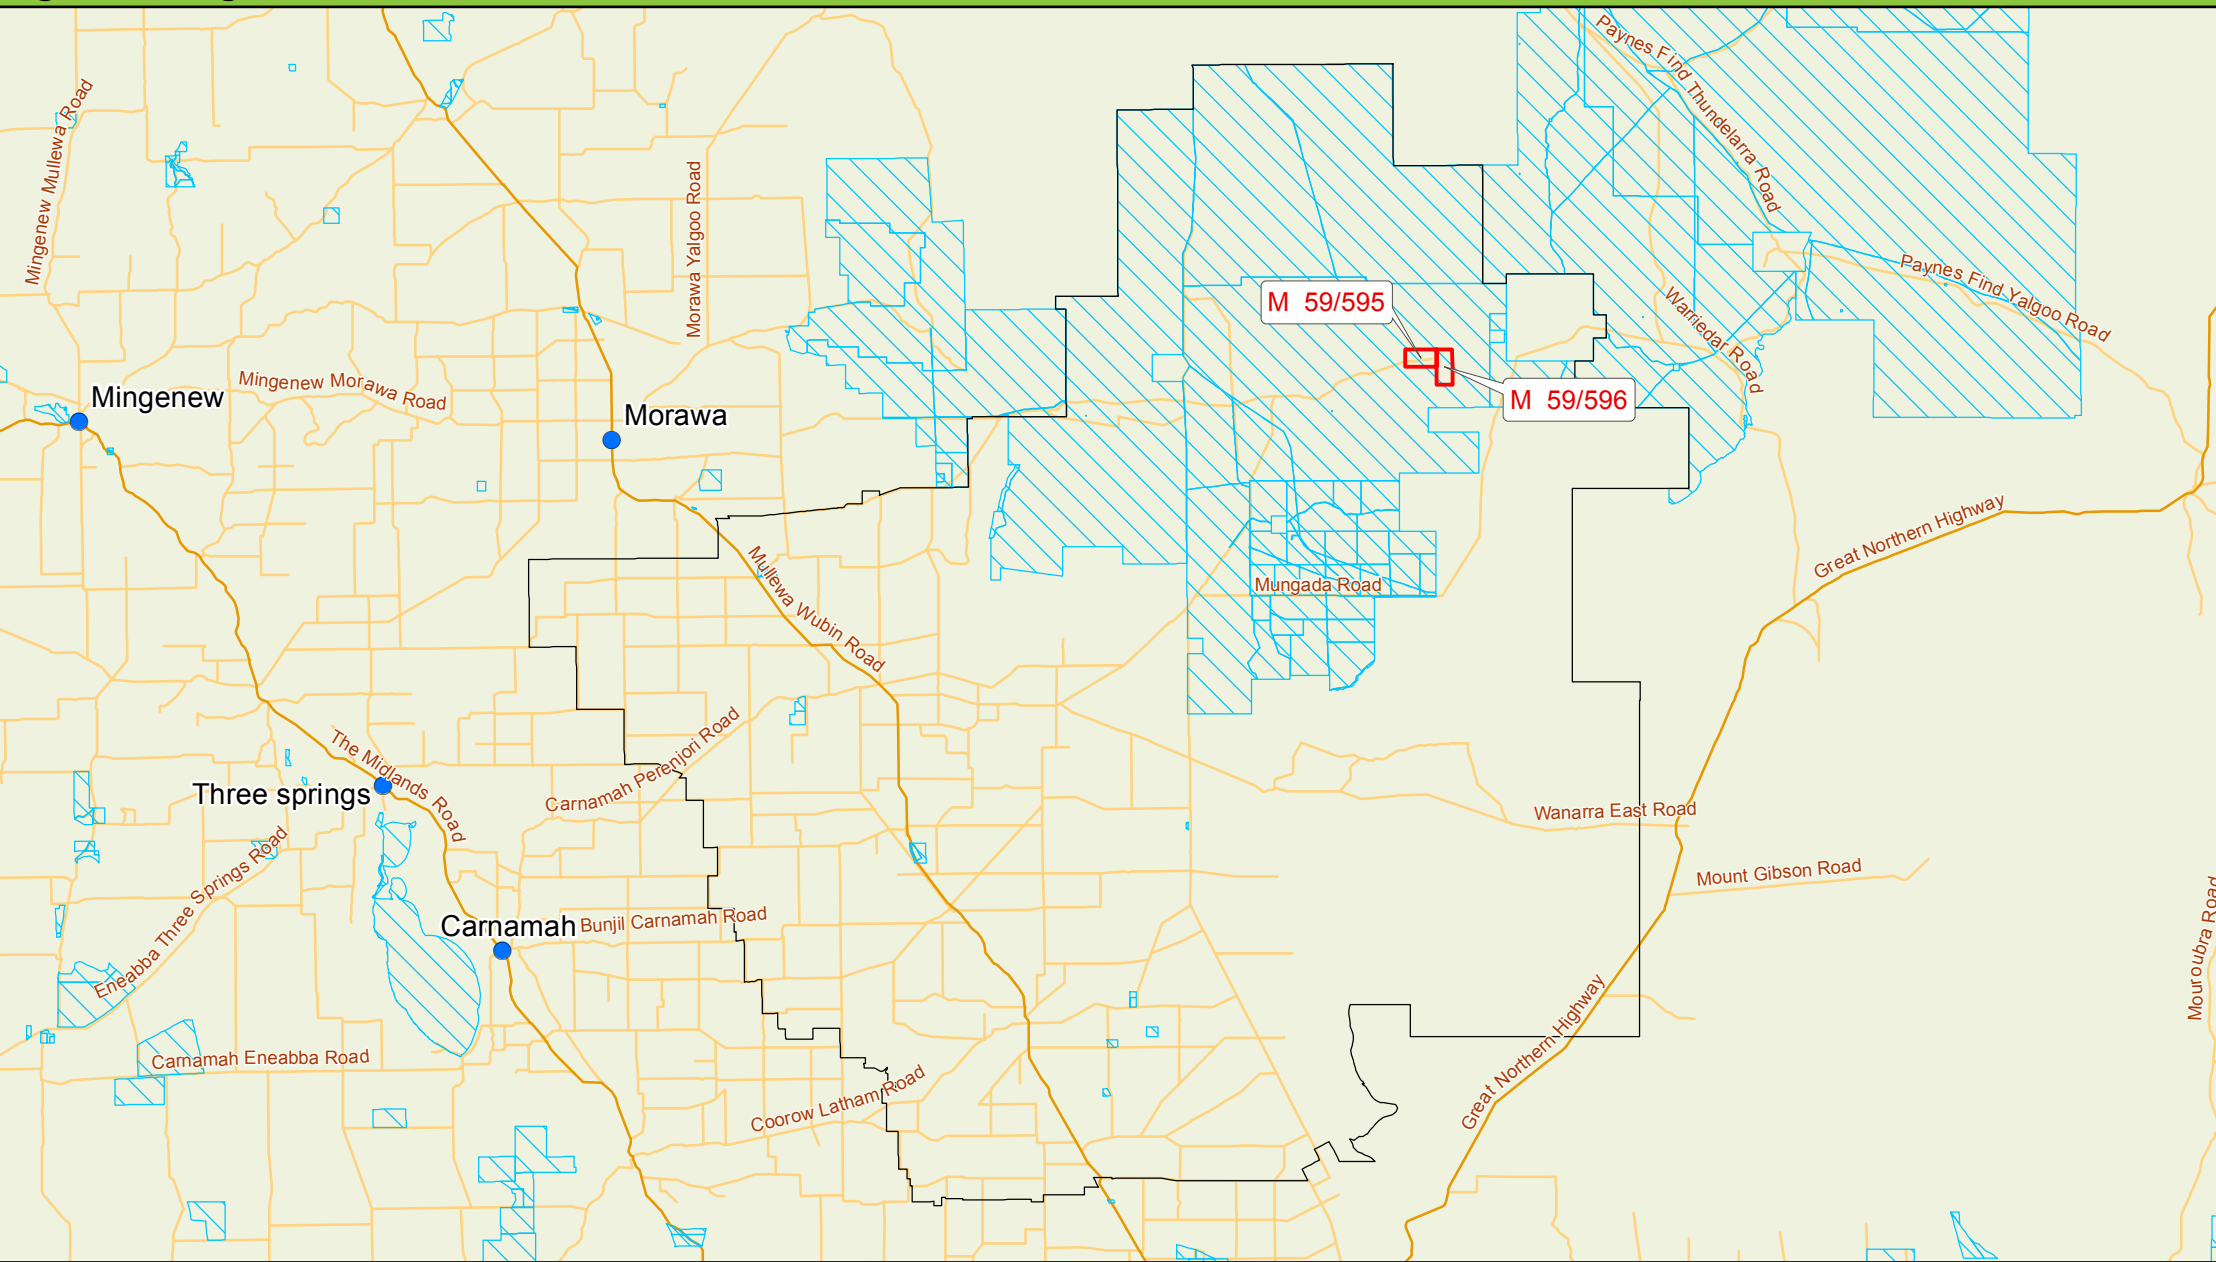 Paynes Find Thundelarra Road
Mingenew Mullewa Road
Morawa Yalgoo Road
Paynes Find Yalgoo Road
M 59/595
Warriedar Road
Mingenew Morawa Road
Mingenew
M 59/596
Morawa
Great Northern Highway
Mungada Road
Mullewa Wubin Road
Carnamah Perenjori Road
The Midlands Road
Three springs
Wanarra East Road
Eneabba Three Springs Road
Mount Gibson Road
Carnamah
Bunjil Carnamah Road
Mouroubra Road
Great Northern Highway
Carnamah Eneabba Road
Coorow Latham Road